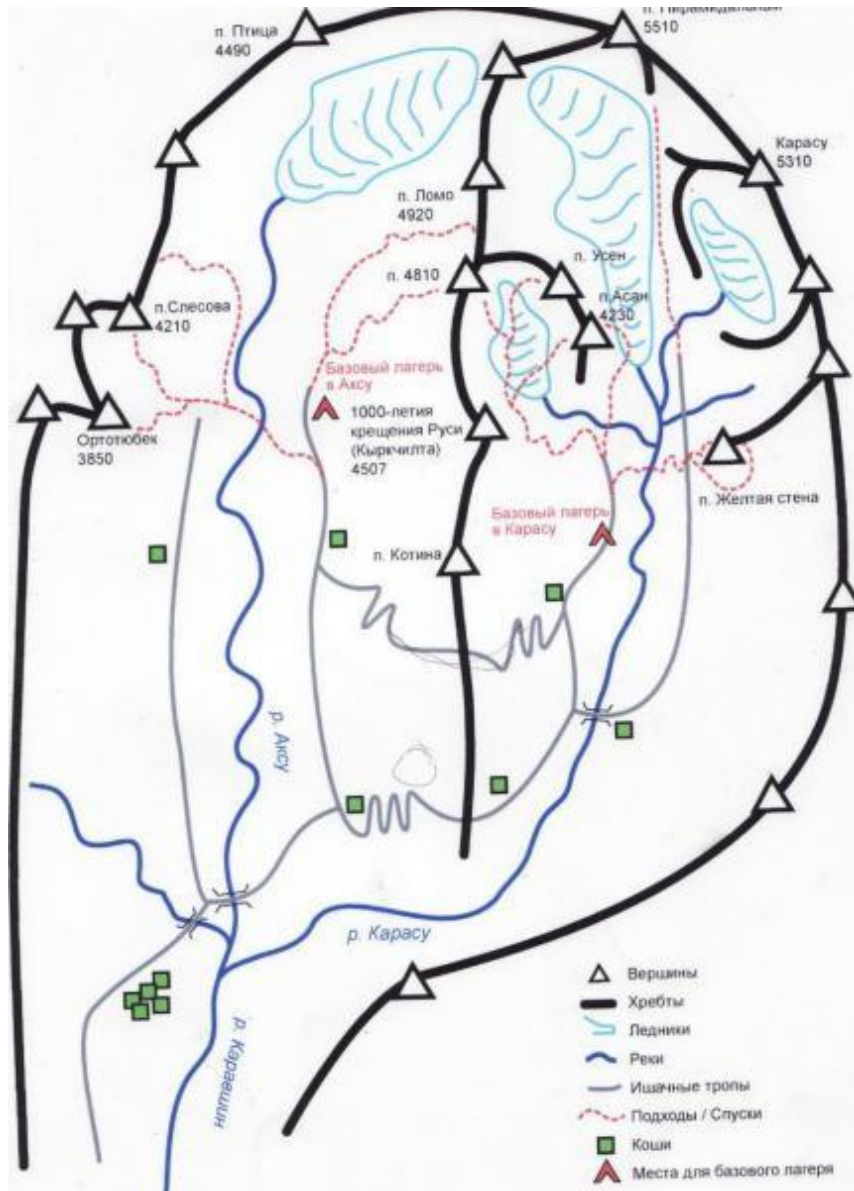 п. Птица
4490
п. Пирамидальный
5510
Карасу
5310
п. Ломо
4920
п. Усен
п. 4810
п.Асан
4230
п.Слесова
4210
Базовый лагерь
в Аксу
1000-летия
крещения Руси
(Кыркчилта)
4507
Ортотюбек
3850
п. Желтая стена
Базовый лагерь
в Карасу
п. Котина
р. Аксу
р. Карасу
р. Каравшин
Вершины
Хребты
Ледники
Реки
Ишачные тропы
Подходы / Спуски
Коши
Места для базового лагеря